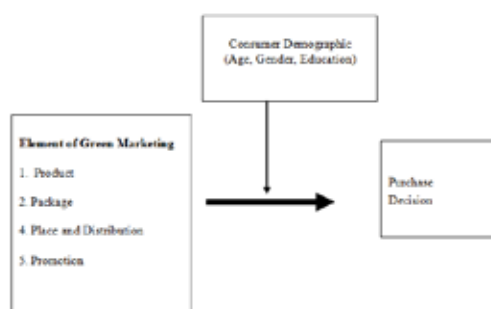 Consumer Demographic
(Age, Gender, Education)
Element of Green Marketing
1. Product
2. Package
4. Place and Distribution
5. Promotion
Purchase
Decision